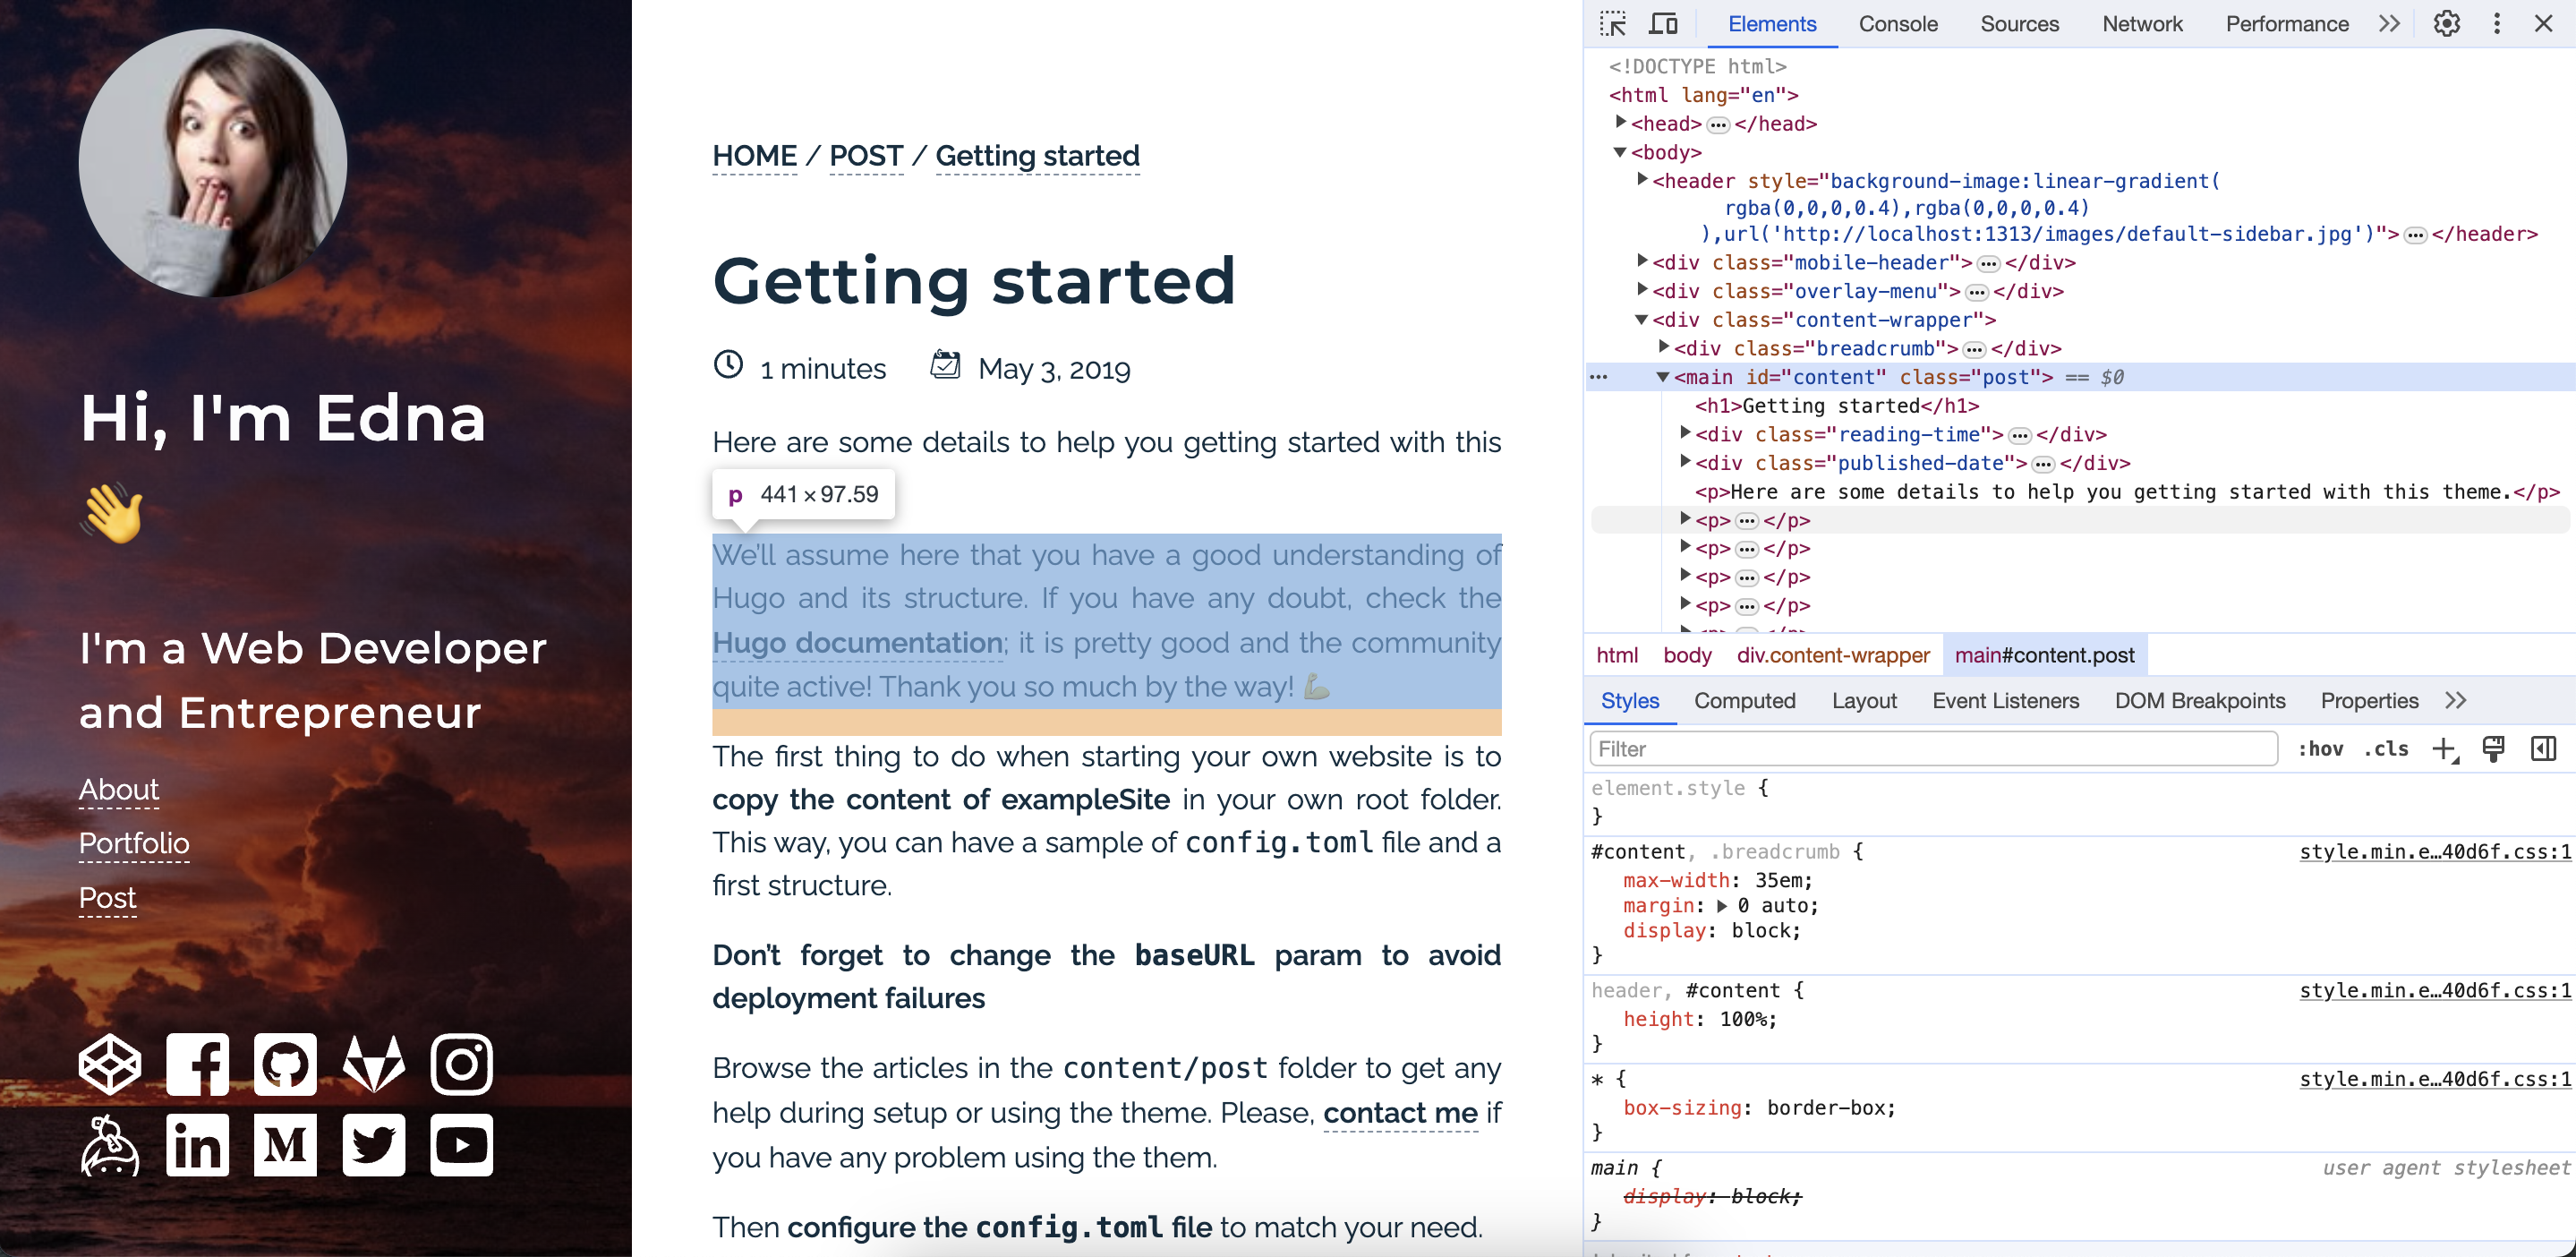 Hi, I'm Edna
👋
I'm a Web Developer
and Entrepreneur
About
Portfolio
Post
in
M
HOME / POST / Getting started
Getting started
1 minutes May 3, 2019
Here are some details to help you getting started with this
p 441 × 97.59
We'll assume here that you have a good understanding of
Hugo and its structure. If you have any doubt, check the
Hugo documentation; it is pretty good and the community
quite active! Thank you so much by the way! 💪
The first thing to do when starting your own website is to
copy the content of exampleSite in your own root folder.
This way, you can have a sample of config.toml file and a
first structure.
Don't forget to change the baseURL param to avoid
deployment failures
Browse the articles in the content/post folder to get any
help during setup or using the theme. Please, contact me if
you have any problem using the them.
Then configure the config.toml file to match your need.
Elements Console Sources Network Performance
<!DOCTYPE html>
<html lang="en">
<head> … </head>
<body>
<header style="background-image:linear-gradient(
rgba(0,0,0,0.4),rgba(0,0,0,0.4)
),url('http://localhost:1313/images/default-sidebar.jpg')"> … </header>
<div class="mobile-header"> … </div>
<div class="overlay-menu"> … </div>
<div class="content-wrapper">
<div class="breadcrumb"> … </div>
… <main id="content" class="post"> == $0
<h1>Getting started</h1>
<div class="reading-time"> … </div>
<div class="published-date"> … </div>
<p>Here are some details to help you getting started with this theme.</p>
<p> … </p>
<p> … </p>
<p> … </p>
<p> … </p>
html body div.content-wrapper main#content.post
Styles Computed Layout Event Listeners DOM Breakpoints Properties
Filter :hov .cls
element.style {
}
#content, .breadcrumb { style.min.e…40d6f.css:1
max-width: 35em;
margin: 0 auto;
display: block;
}
header, #content { style.min.e…40d6f.css:1
height: 100%;
}
* { style.min.e…40d6f.css:1
box-sizing: border-box;
}
main { user agent stylesheet
display: block;
}